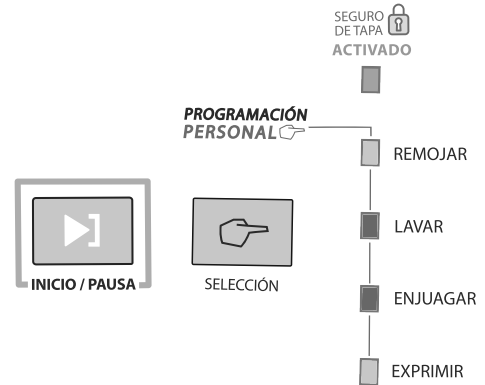 SEGURO
DE TAPA
ACTIVADO
PROGRAMACIÓN
PERSONAL
REMOJAR
LAVAR
INICIO / PAUSA
SELECCIÓN
ENJUAGAR
EXPRIMIR